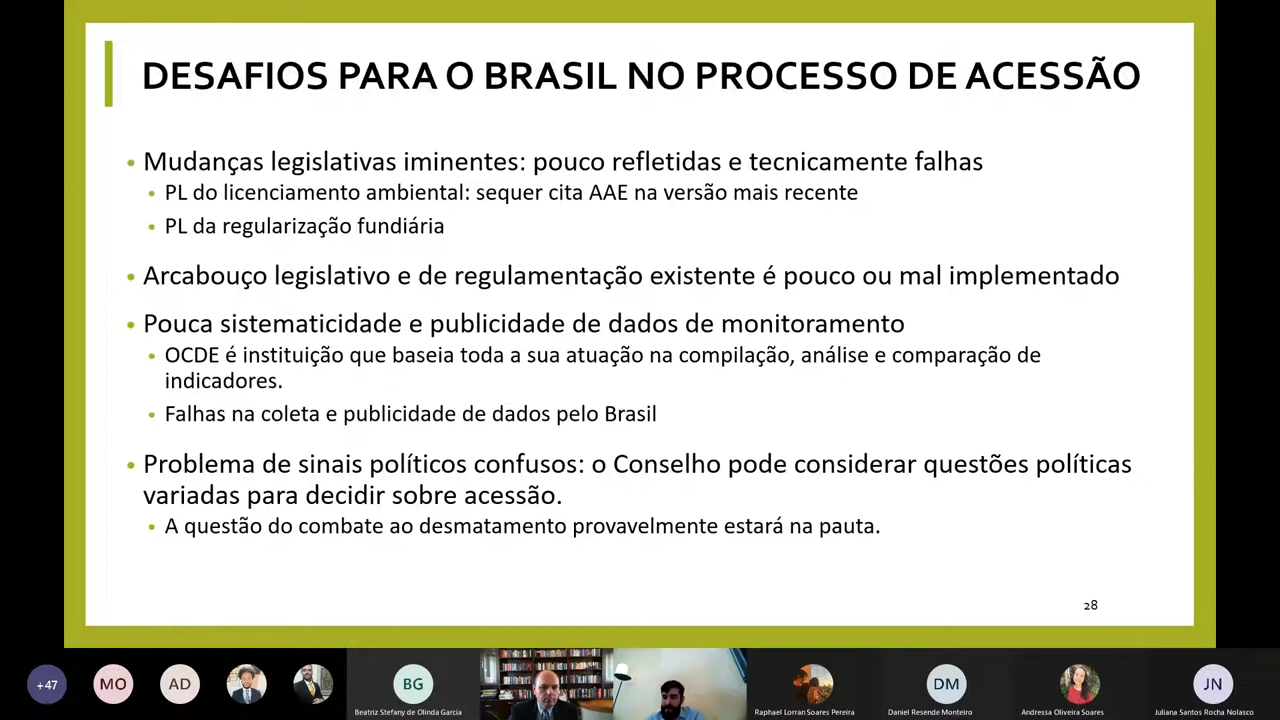 DESAFIOS PARA O BRASIL NO PROCESSO DE ACESSÃO
• Mudanças legislativas iminentes: pouco refletidas e tecnicamente falhas
• PL do licenciamento ambiental: sequer cita AAE na versão mais recente
• PL da regularização fundiária
• Arcabouço legislativo e de regulamentação existente é pouco ou mal implementado
• Pouca sistematicidade e publicidade de dados de monitoramento
• OCDE é instituição que baseia toda a sua atuação na compilação, análise e comparação de
indicadores.
• Falhas na coleta e publicidade de dados pelo Brasil
• Problema de sinais políticos confusos: o Conselho pode considerar questões políticas
variadas para decidir sobre acessão.
• A questão do combate ao desmatamento provavelmente estará na pauta.
28
+47
MO
AD
BG
DM
JN
Beatriz Stefany de Olinda Garcia
Raphael Lorran Soares Pereira
Daniel Resende Monteiro
Andressa Oliveira Soares
Juliana Santos Rocha Nolasco